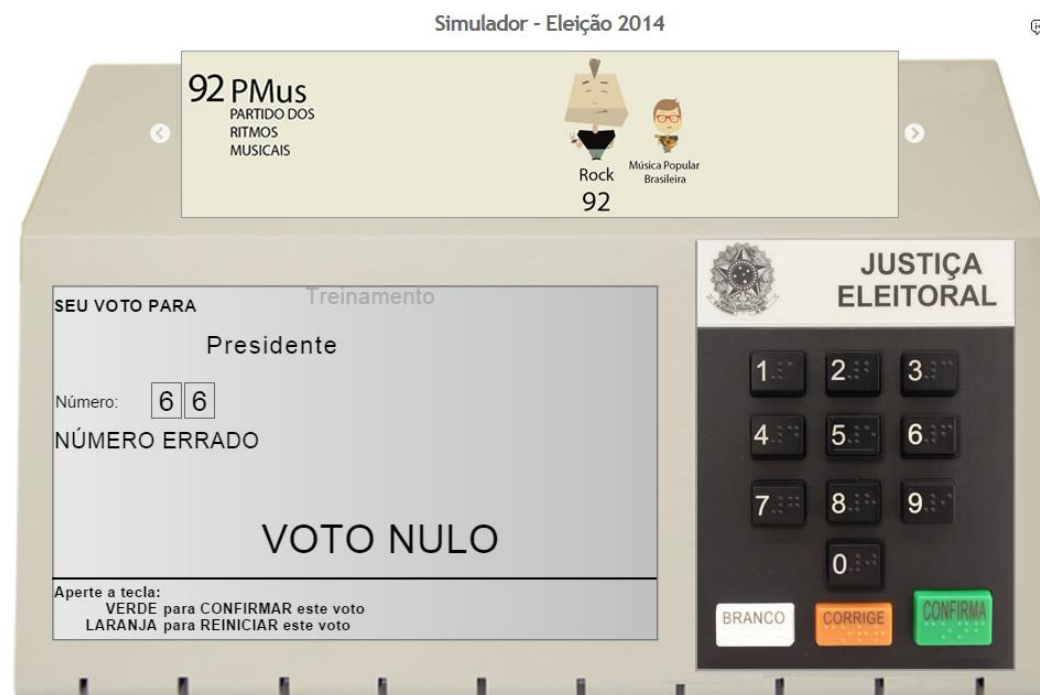 Simulador - Eleição 2014
92 PMus
PARTIDO DOS
RITMOS
MUSICAIS
Rock
92
Música Popular
Brasileira
JUSTIÇA
ELEITORAL
Treinamento
SEU VOTO PARA
Presidente
Número: 6 6
NÚMERO ERRADO
VOTO NULO
Aperte a tecla:
VERDE para CONFIRMAR este voto
LARANJA para REINICIAR este voto
1 2 3
4 5 6
7 8 9
0
BRANCO CORRIGE CONFIRMA